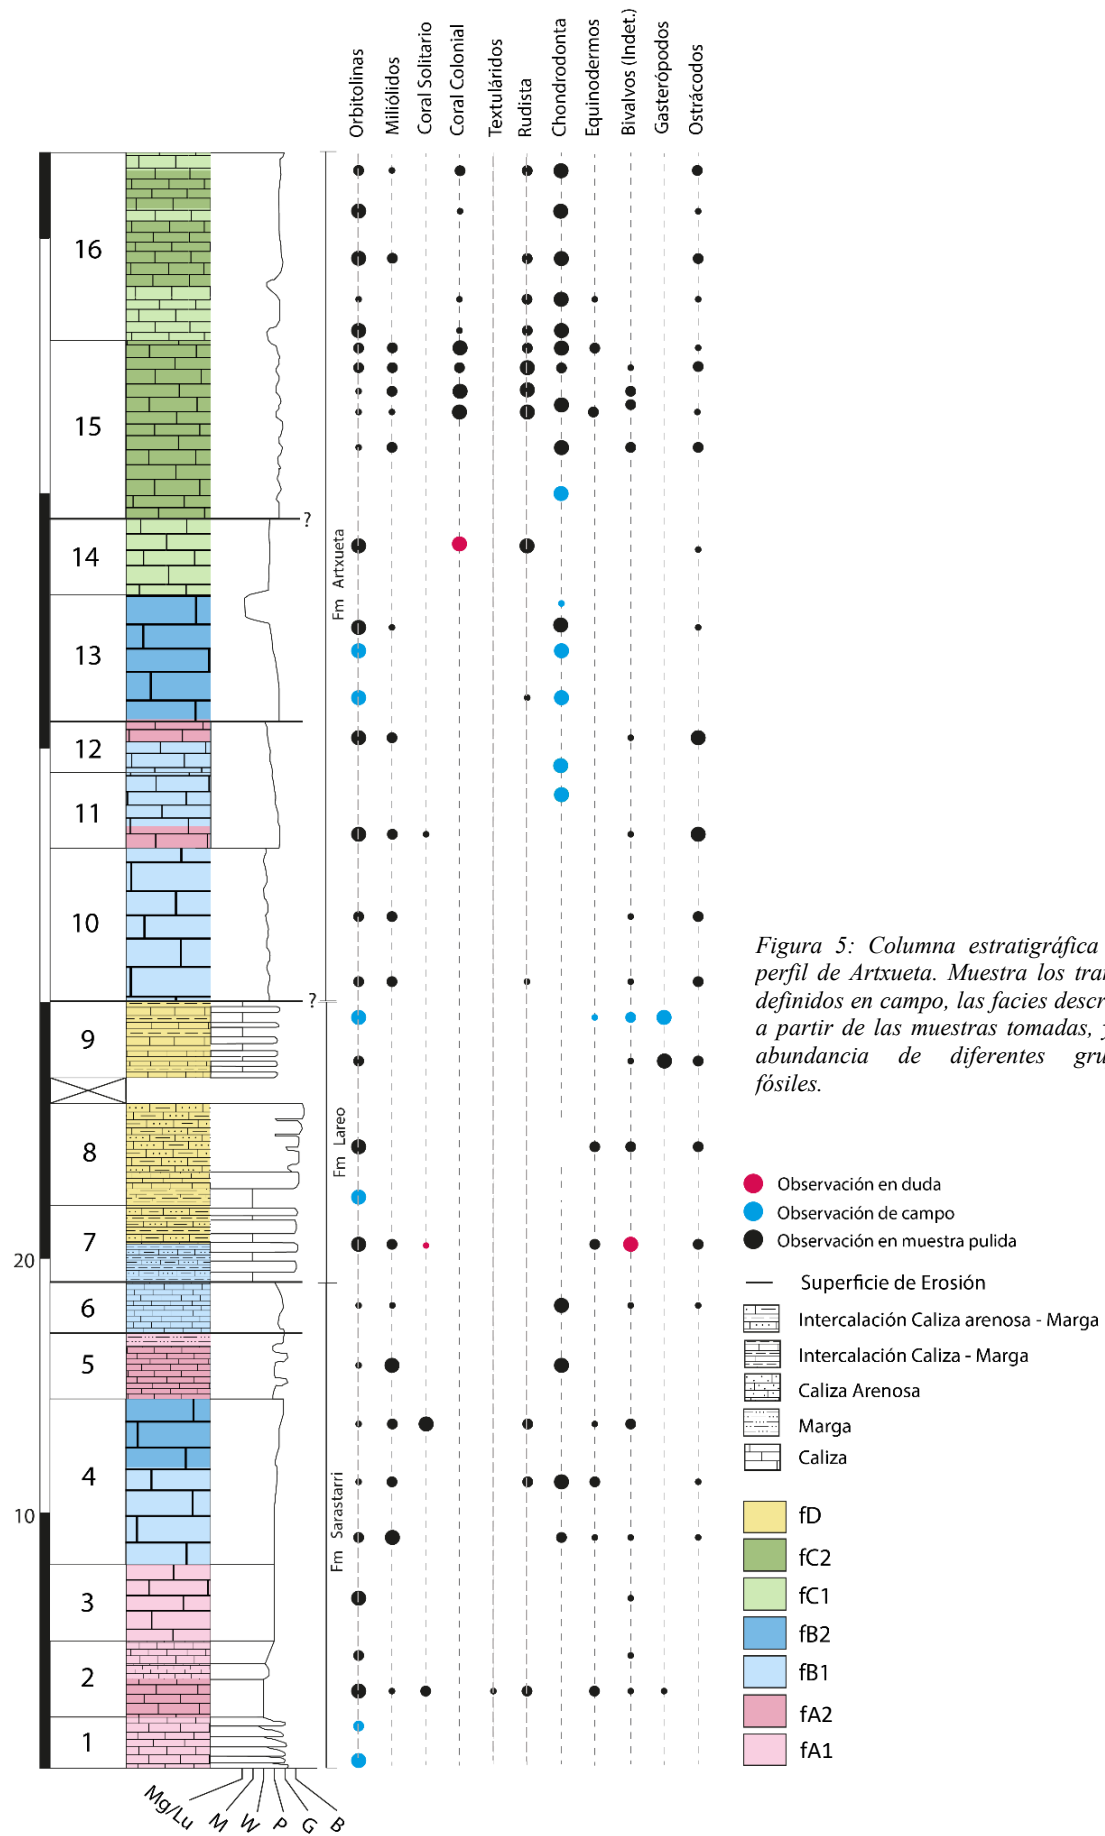 Orbitolinas
Miliólidos
Coral Solitario
Coral Colonial
Textuláridos
Rudista
Chondrodonta
Equinodermos
Bivalvos (Indet.)
Gasterópodos
Ostrácodos
16
15
?
14
Fm Artxueta
13
12
11
10
?
9
8
Fm Lareo
7
20
6
5
4
10
Fm Sarastarri
3
2
1
Mg/Lu
M
W
P
G
B
Figura 5: Columna estratigráfica
perfil de Artxueta. Muestra los tra
definidos en campo, las facies descr
a partir de las muestras tomadas, y
abundancia de diferentes gru
fósiles.
Observación en duda
Observación de campo
Observación en muestra pulida
Superficie de Erosión
Intercalación Caliza arenosa - Marga
Intercalación Caliza - Marga
Caliza Arenosa
Marga
Caliza
fD
fC2
fC1
fB2
fB1
fA2
fA1